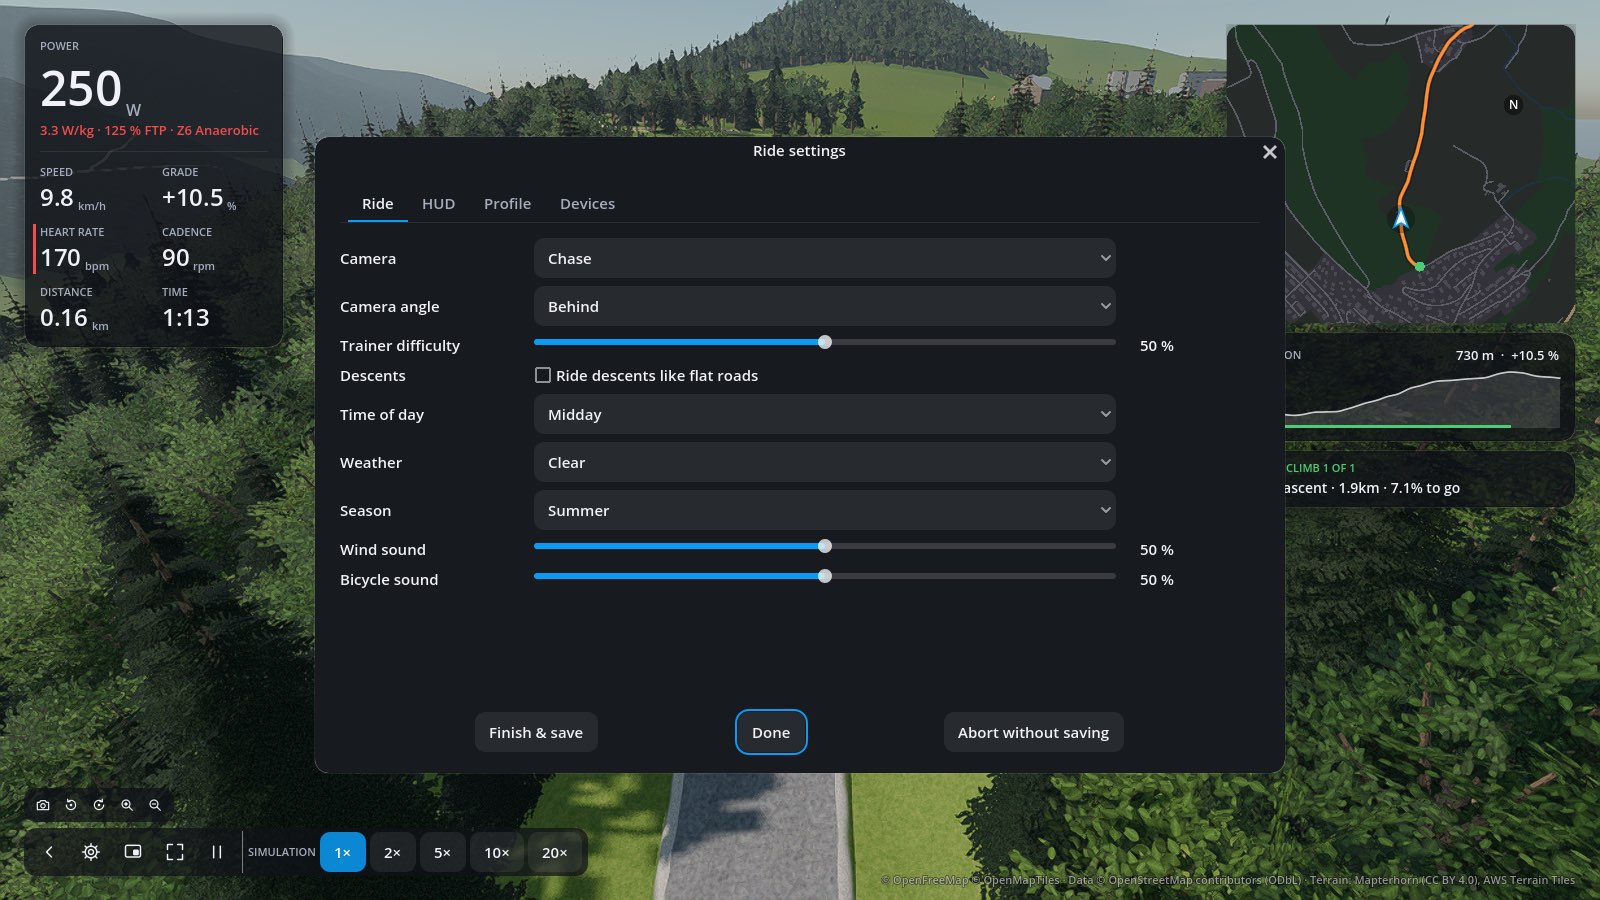 POWER
250 W
3.3 W/kg · 125 % FTP · Z6 Anaerobic
SPEED GRADE
9.8 km/h +10.5 %
HEART RATE CADENCE
170 bpm 90 rpm
DISTANCE TIME
0.16 km 1:13
N
Ride settings
Ride HUD Profile Devices
Camera Chase
Camera angle Behind
Trainer difficulty 50 %
Descents Ride descents like flat roads
Time of day Midday
Weather Clear
Season Summer
Wind sound 50 %
Bicycle sound 50 %
Finish & save Done Abort without saving
ON 730 m · +10.5 %
CLIMB 1 OF 1
ascent · 1.9km · 7.1% to go
SIMULATION 1× 2× 5× 10× 20×
© OpenFreeMap © OpenMapTiles · Data © OpenStreetMap contributors (ODbL) · Terrain: Mapterhorn (CC BY 4.0), AWS Terrain Tiles